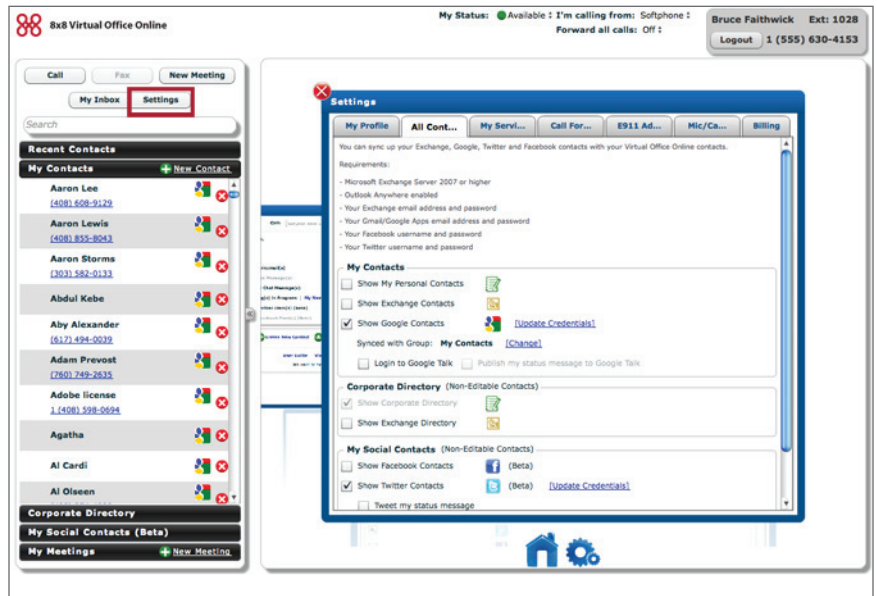 8x8 Virtual Office Online
My Status: Available I'm calling from: Softphone
Forward all calls: Off
Bruce Faithwick Ext: 1028
Logout 1 (555) 630-4153
Call Fax New Meeting
My Inbox Settings
Search
Recent Contacts
My Contacts New Contact
Aaron Lee
(408) 608-9129
Aaron Lewis
(408) 855-8043
Aaron Storms
(303) 582-0133
Abdul Kebe
Aby Alexander
(617) 494-0039
Adam Prevost
(760) 749-2635
Adobe license
1 (408) 598-0694
Agatha
Al Cardi
Al Olseen
Corporate Directory
My Social Contacts (Beta)
My Meetings New Meeting
Settings
My Profile All Cont... My Servi... Call For... E911 Ad... Mic/Ca... Billing
You can sync up your Exchange, Google, Twitter and Facebook contacts with your Virtual Office Online contacts.
Requirements:
- Microsoft Exchange Server 2007 or higher
- Outlook Anywhere enabled
- Your Exchange email address and password
- Your Gmail/Google Apps email address and password
- Your Facebook username and password
- Your Twitter username and password
My Contacts
Show My Personal Contacts
Show Exchange Contacts
Show Google Contacts [Update Credentials]
Synced with Group: My Contacts [Change]
Login to Google Talk Publish my status message to Google Talk
Corporate Directory (Non-Editable Contacts)
Show Corporate Directory
Show Exchange Directory
My Social Contacts (Non-Editable Contacts)
Show Facebook Contacts (Beta)
Show Twitter Contacts (Beta) [Update Credentials]
Tweet my status message